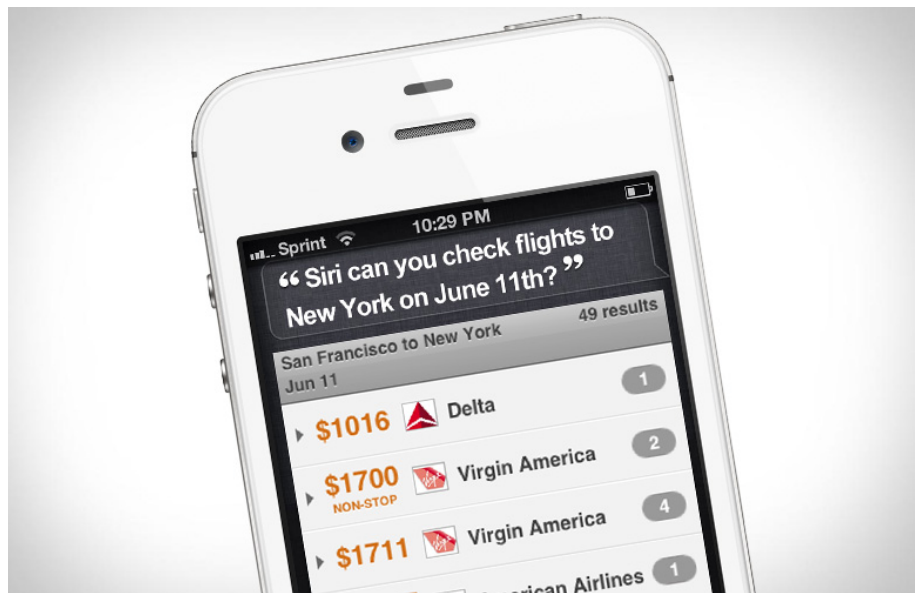 Sprint 10:29 PM
“ Siri can you check flights to
New York on June 11th? ”
San Francisco to New York 49 results
Jun 11
$1016 Delta 1
$1700 Virgin America 2
NON-STOP
$1711 Virgin America 4
Airlines 1